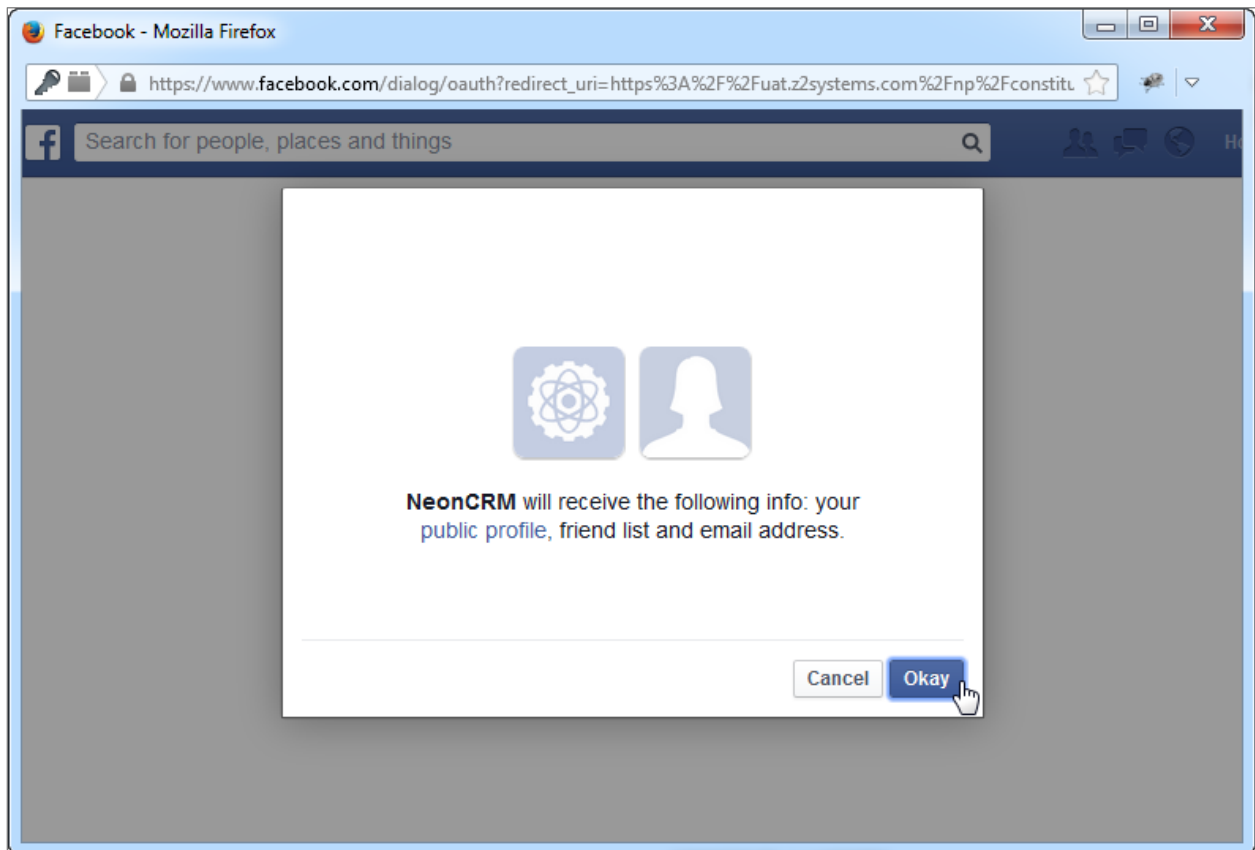 Facebook - Mozilla Firefox
https://www.facebook.com/dialog/oauth?redirect_uri=https%3A%2F%2Fuat.z2systems.com%2Fnp%2Fconstitu
f Search for people, places and things
NeonCRM will receive the following info: your
public profile, friend list and email address.
Cancel Okay